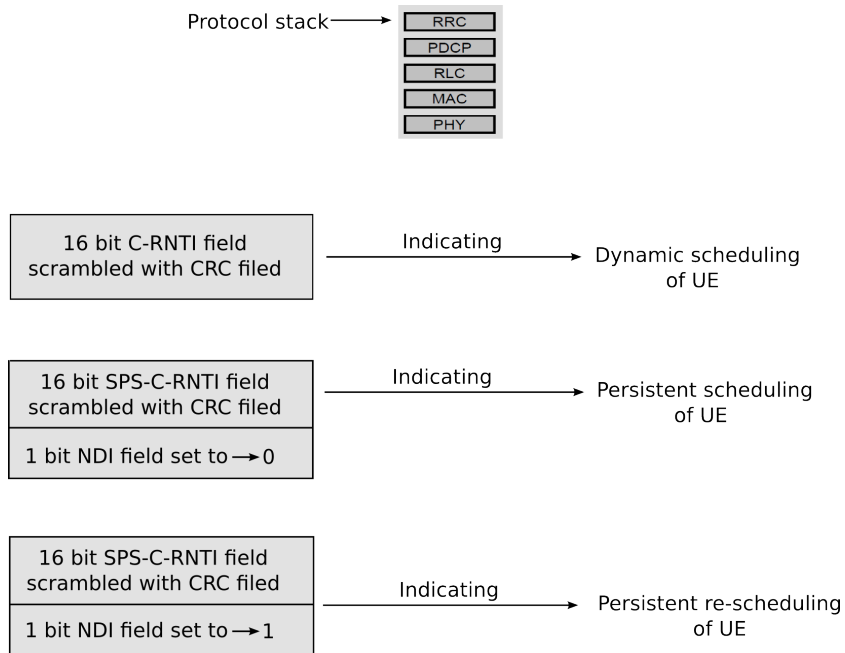 Protocol stack
RRC
PDCP
RLC
MAC
PHY
16 bit C-RNTI field
scrambled with CRC filed
Indicating
Dynamic scheduling
of UE
16 bit SPS-C-RNTI field
scrambled with CRC filed
1 bit NDI field set to → 0
Indicating
Persistent scheduling
of UE
16 bit SPS-C-RNTI field
scrambled with CRC filed
1 bit NDI field set to → 1
Indicating
Persistent re-scheduling
of UE